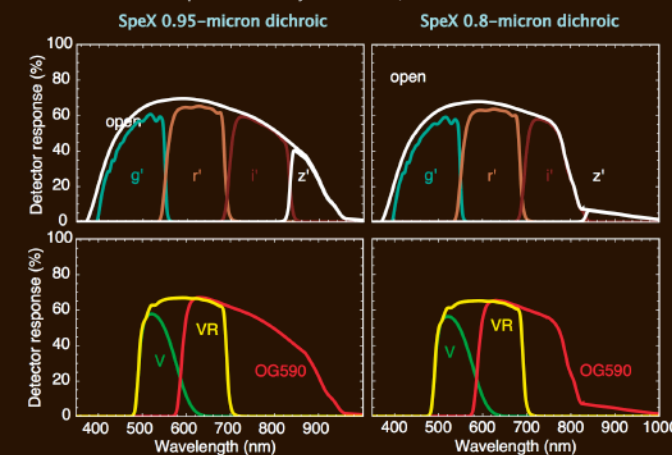 SpeX 0.95-micron dichroic
SpeX 0.8-micron dichroic
Detector response (%)
100
80
60
40
20
0
open
g'
r'
i'
z'
open
g'
r'
i'
z'
Detector response (%)
100
80
60
40
20
0
V
VR
OG590
V
VR
OG590
400 500 600 700 800 900
400 500 600 700 800 900 1000
Wavelength (nm)
Wavelength (nm)